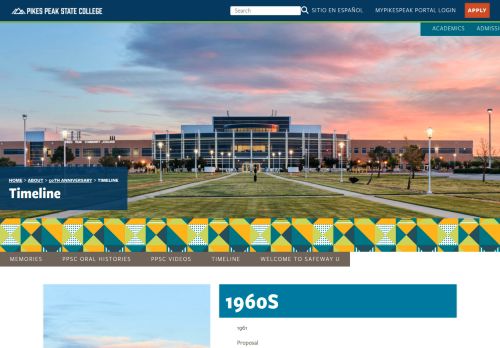 PIKES PEAK STATE COLLEGE
Search
SITIO EN ESPAÑOL
MYPIKESPEAK PORTAL LOGIN
APPLY
ACADEMICS
ADMISSI
HOME > ABOUT > 50TH ANNIVERSARY > TIMELINE
Timeline
MEMORIES
PPSC ORAL HISTORIES
PPSC VIDEOS
TIMELINE
WELCOME TO SAFEWAY U
1960S
1961
Proposal